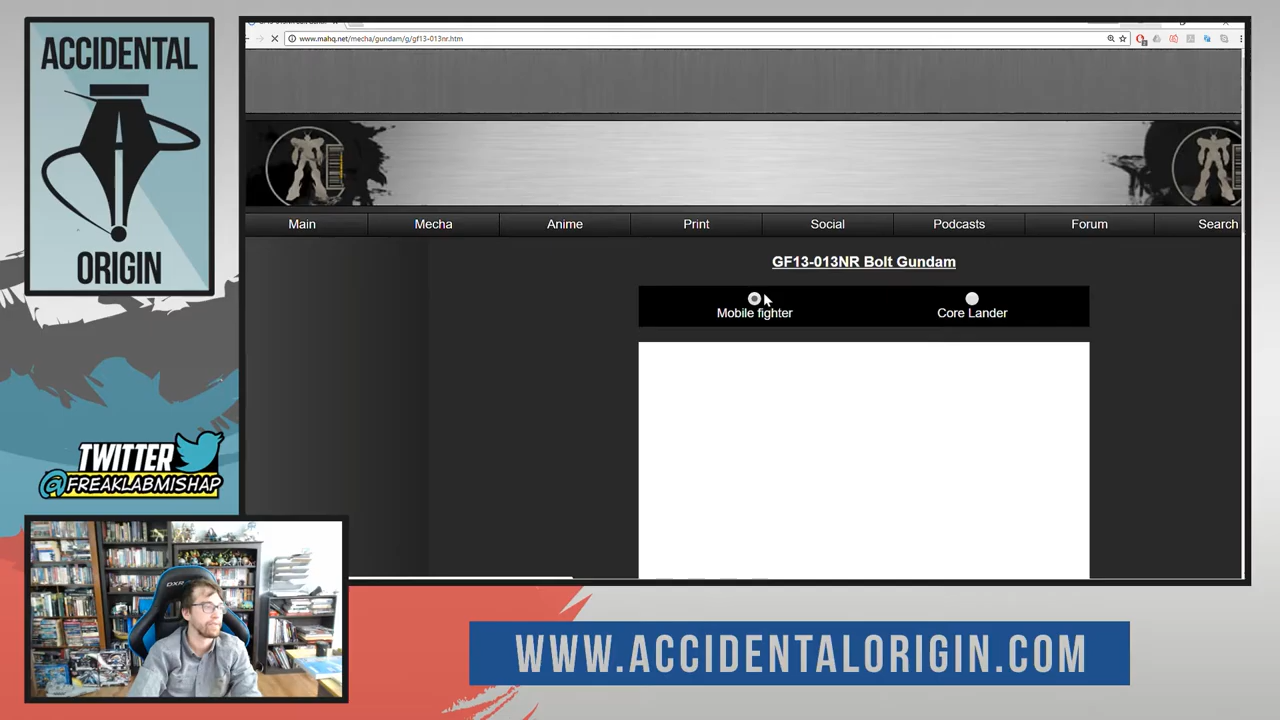 ACCIDENTAL
ORIGIN
www.mahq.net/mecha/gundam/g/gf13-013nr.htm
Main
Mecha
Anime
Print
Social
Podcasts
Forum
Search
GF13-013NR Bolt Gundam
Mobile fighter
Core Lander
TWITTER
@FREAKLABMISHAP
DXR
WWW.ACCIDENTALORIGIN.COM